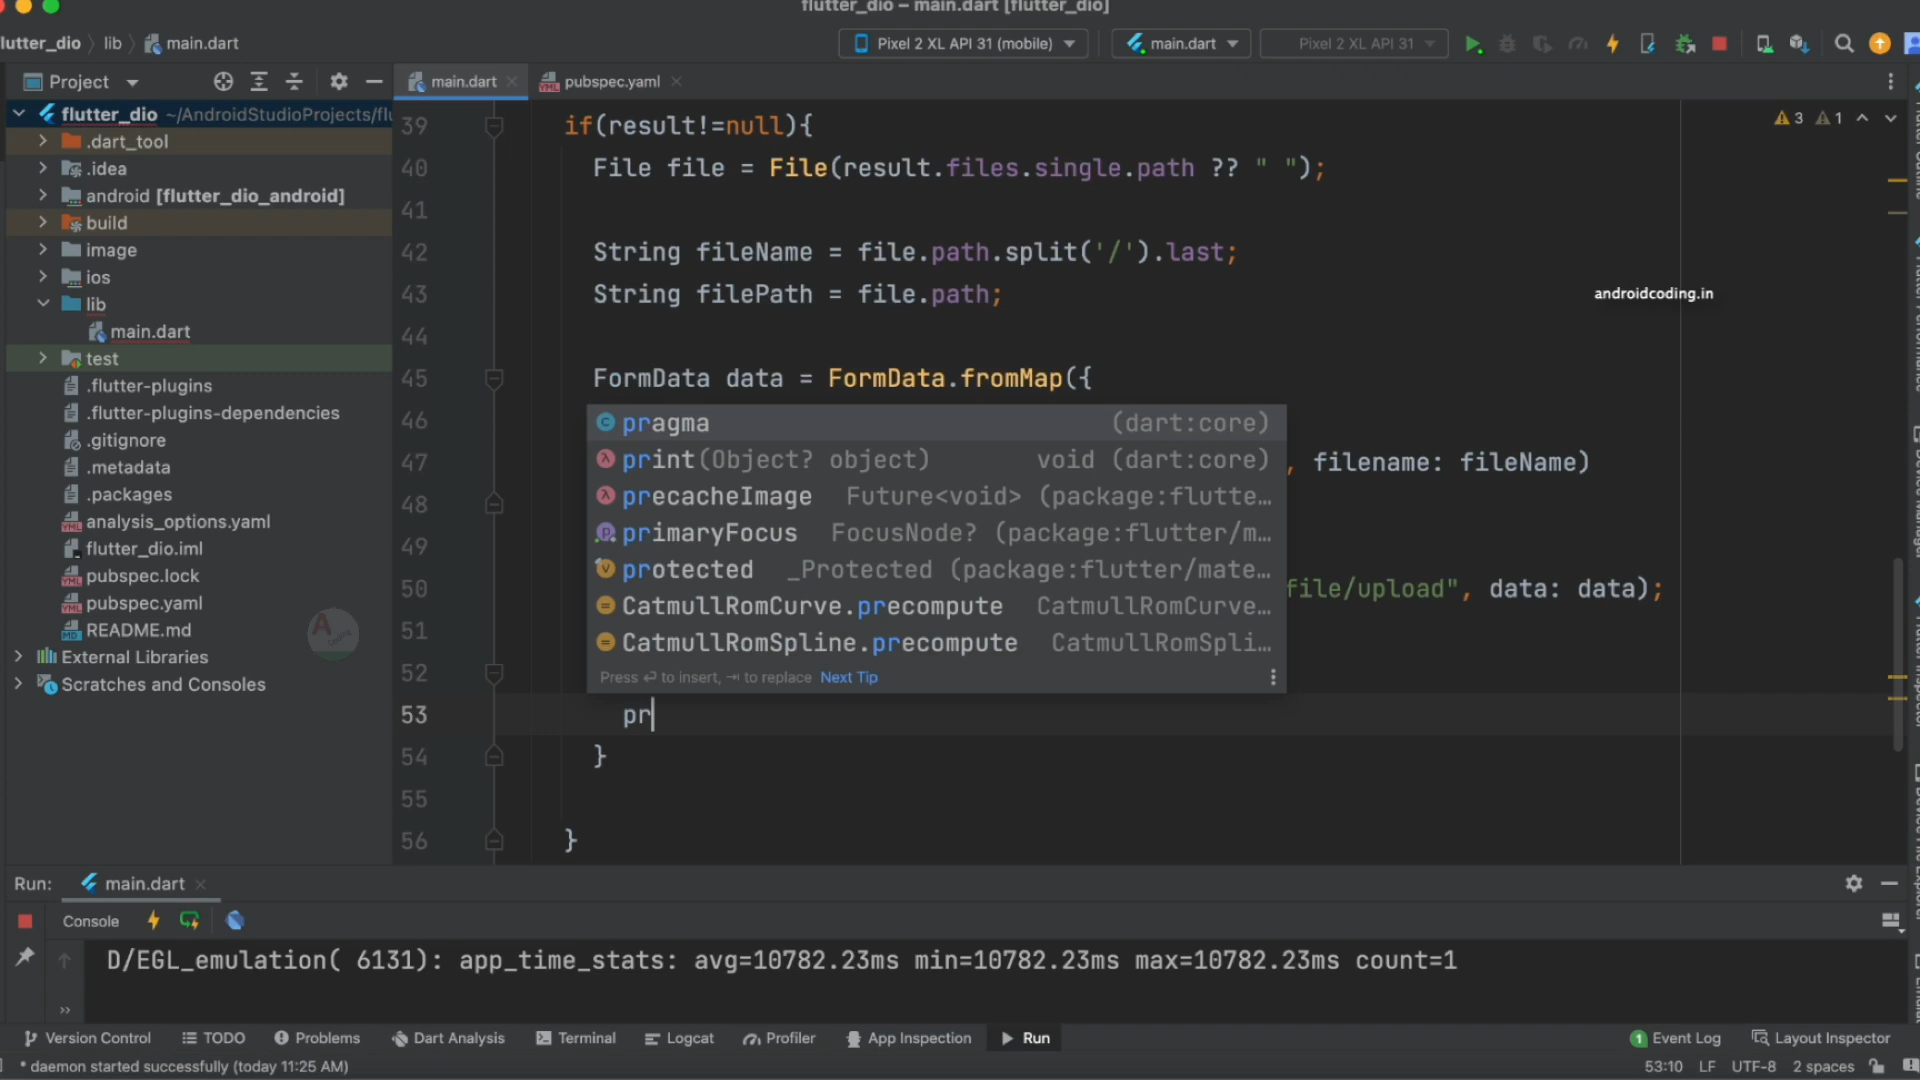 flutter_dio – main.dart [flutter_dio]
lutter_dio lib main.dart
Pixel 2 XL API 31 (mobile) main.dart Pixel 2 XL API 31
Project
main.dart pubspec.yaml
flutter_dio ~/AndroidStudioProjects/flu
.dart_tool
.idea
android [flutter_dio_android]
build
image
ios
lib
main.dart
test
.flutter-plugins
.flutter-plugins-dependencies
.gitignore
.metadata
.packages
analysis_options.yaml
flutter_dio.iml
pubspec.lock
pubspec.yaml
README.md
External Libraries
Scratches and Consoles
3 1
39 if(result!=null){
40 File file = File(result.files.single.path ?? " ");
41
42 String fileName = file.path.split('/').last;
43 String filePath = file.path;
44
45 FormData data = FormData.fromMap({
46
47 , filename: fileName)
48
49
50 file/upload", data: data);
51
52
53 pr
54 }
55
56 }
pragma (dart:core)
print(Object? object) void (dart:core)
precacheImage Future<void> (package:flutte…
primaryFocus FocusNode? (package:flutter/m…
protected _Protected (package:flutter/mate…
CatmullRomCurve.precompute CatmullRomCurve…
CatmullRomSpline.precompute CatmullRomSpli…
Press ⏎ to insert, ⇥ to replace Next Tip
androidcoding.in
Run: main.dart
Console
D/EGL_emulation( 6131): app_time_stats: avg=10782.23ms min=10782.23ms max=10782.23ms count=1
Version Control TODO Problems Dart Analysis Terminal Logcat Profiler App Inspection Run 1 Event Log Layout Inspector
* daemon started successfully (today 11:25 AM) 53:10 LF UTF-8 2 spaces